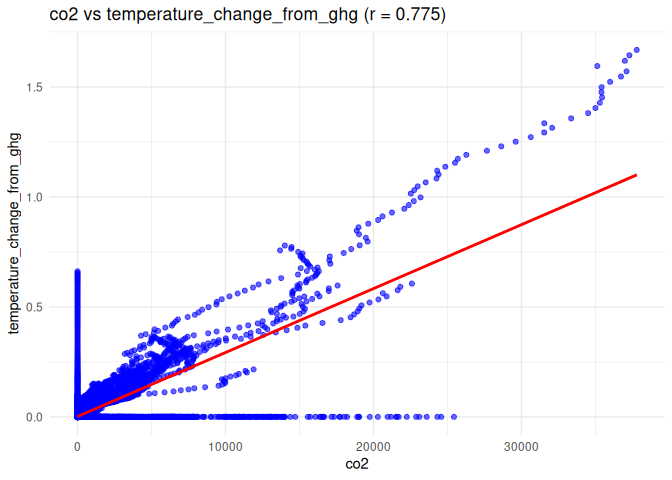 co2 vs temperature_change_from_ghg (r = 0.775)
temperature_change_from_ghg
1.5
1.0
0.5
0.0
0 10000 20000 30000
co2